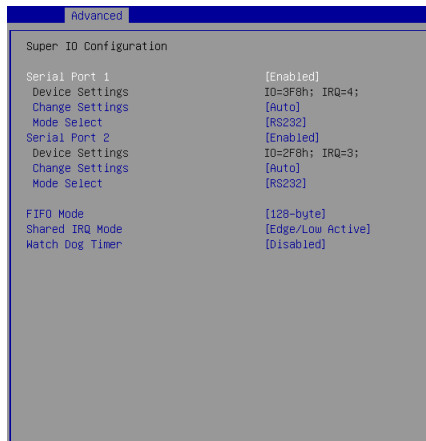 Advanced
Super IO Configuration
Serial Port 1 [Enabled]
Device Settings IO=3F8h; IRQ=4;
Change Settings [Auto]
Mode Select [RS232]
Serial Port 2 [Enabled]
Device Settings IO=2F8h; IRQ=3;
Change Settings [Auto]
Mode Select [RS232]
FIFO Mode [128-byte]
Shared IRQ Mode [Edge/Low Active]
Watch Dog Timer [Disabled]